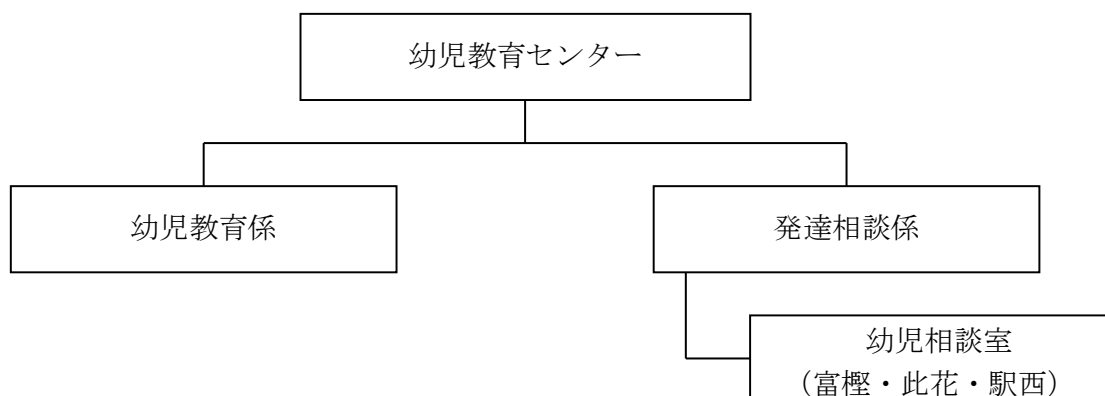 幼児教育センター
幼児教育係
発達相談係
幼児相談室
（富樫・此花・駅西）